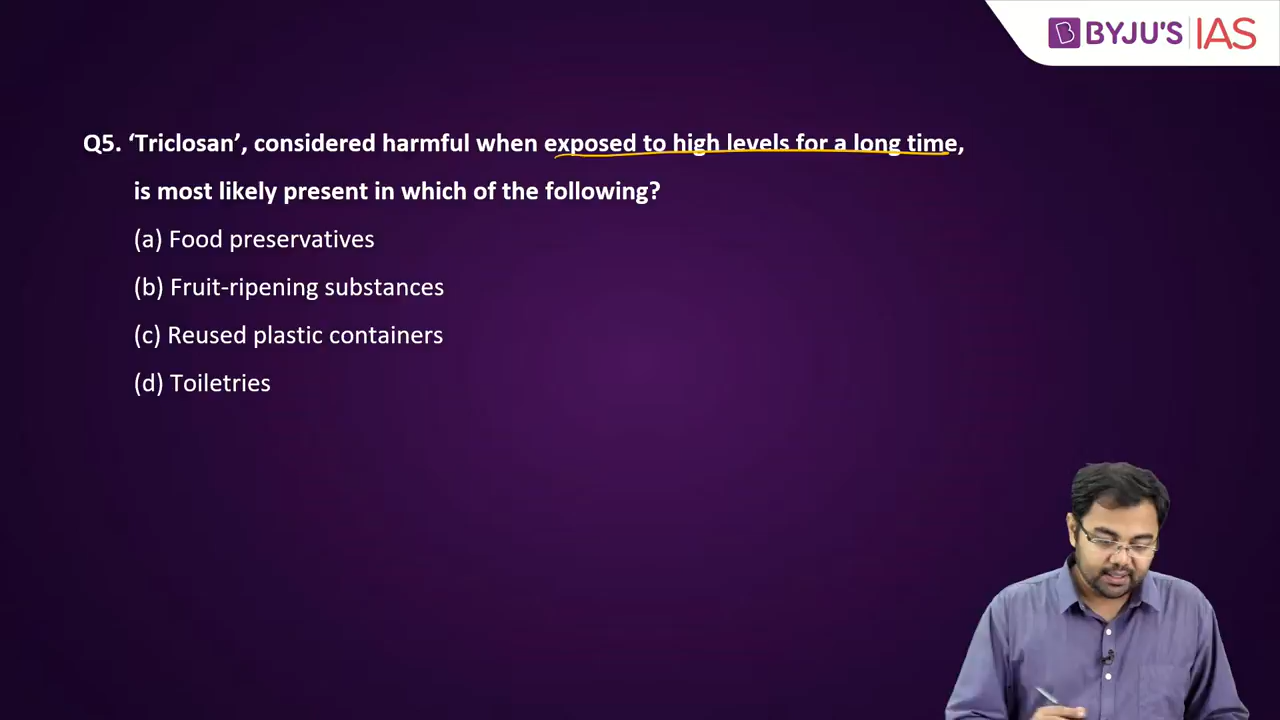 BYJU'S IAS
Q5. ‘Triclosan’, considered harmful when exposed to high levels for a long time,
is most likely present in which of the following?
(a) Food preservatives
(b) Fruit-ripening substances
(c) Reused plastic containers
(d) Toiletries